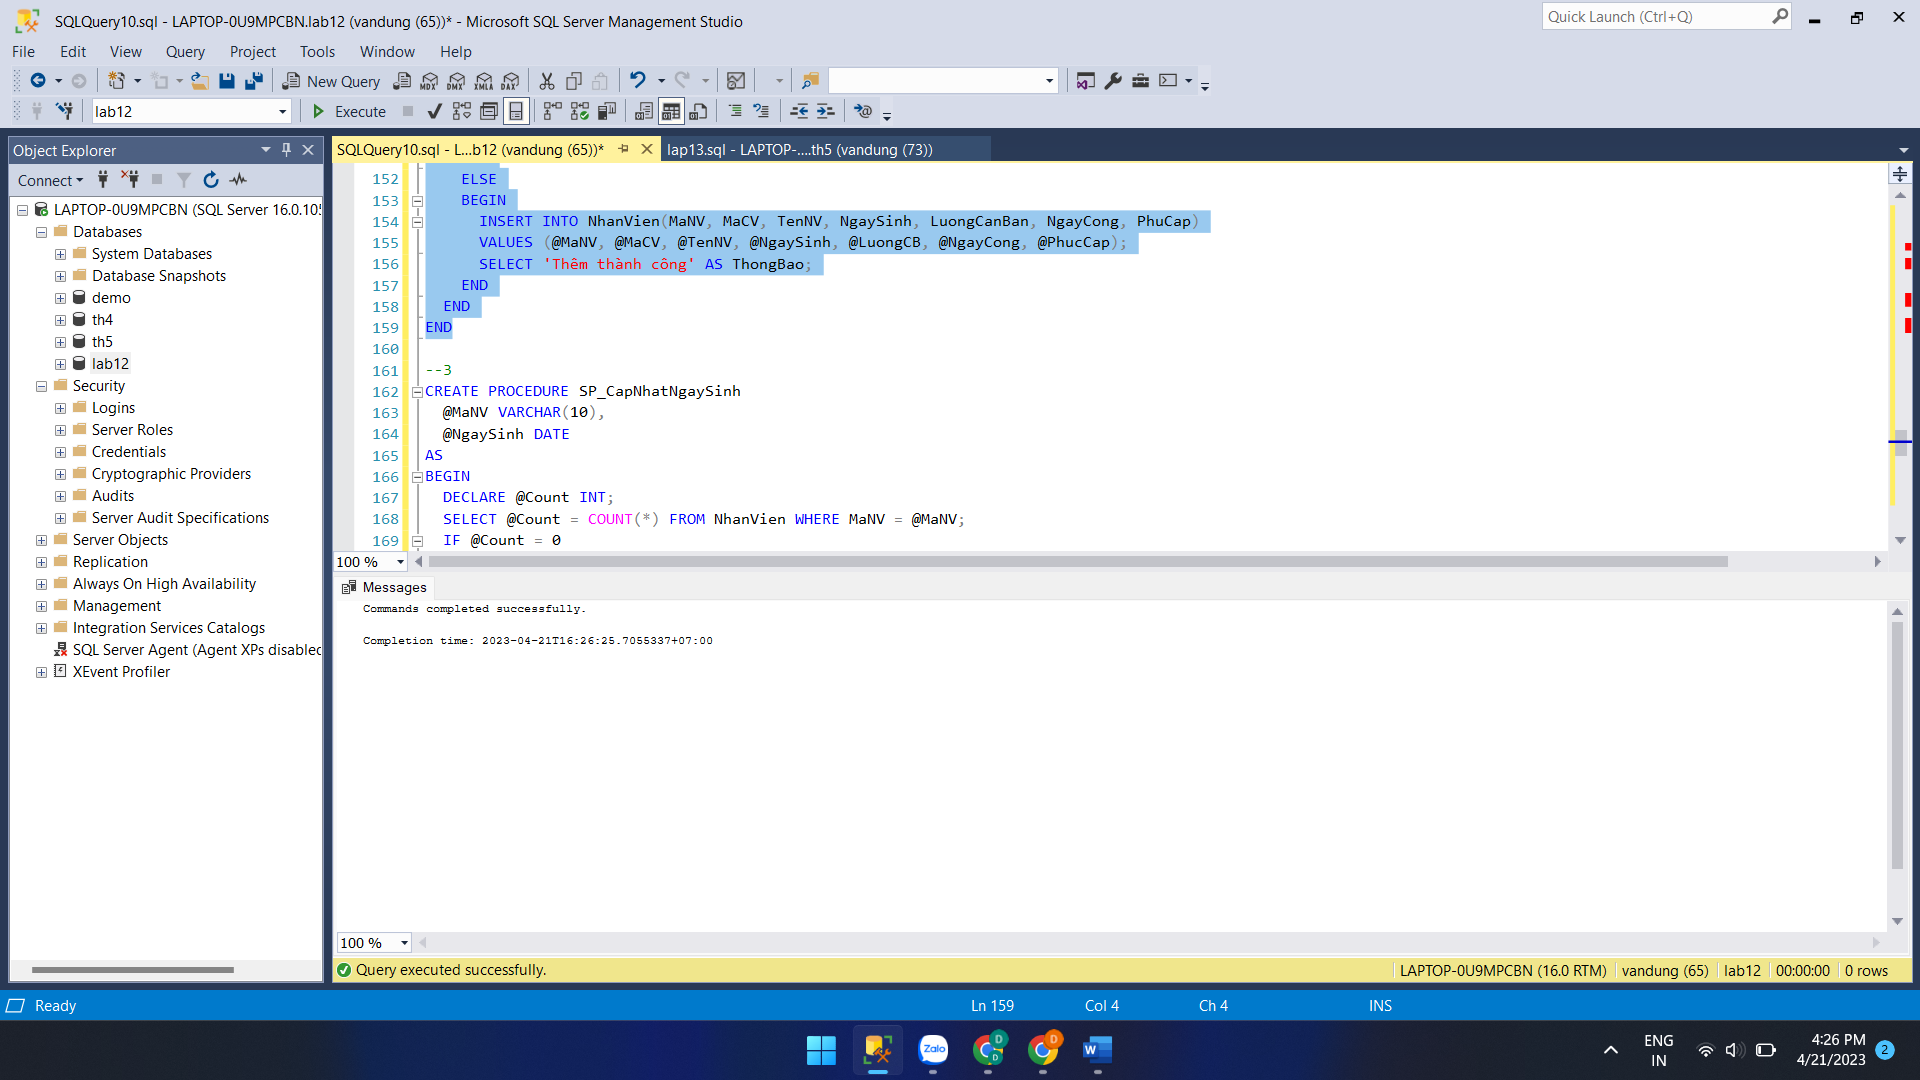 SQLQuery10.sql - LAPTOP-0U9MPCBN.lab12 (vandung (65))* - Microsoft SQL Server Management Studio
Quick Launch (Ctrl+Q)
File Edit View Query Project Tools Window Help
New Query
MDX DMX XMLA DAX
lab12
Execute
Object Explorer
Connect
LAPTOP-0U9MPCBN (SQL Server 16.0.105
Databases
System Databases
Database Snapshots
demo
th4
th5
lab12
Security
Logins
Server Roles
Credentials
Cryptographic Providers
Audits
Server Audit Specifications
Server Objects
Replication
Always On High Availability
Management
Integration Services Catalogs
SQL Server Agent (Agent XPs disabled
XEvent Profiler
SQLQuery10.sql - L...b12 (vandung (65))*
lap13.sql - LAPTOP-....th5 (vandung (73))
152 ELSE
153 BEGIN
154 INSERT INTO NhanVien(MaNV, MaCV, TenNV, NgaySinh, LuongCanBan, NgayCong, PhuCap)
155 VALUES (@MaNV, @MaCV, @TenNV, @NgaySinh, @LuongCB, @NgayCong, @PhucCap);
156 SELECT 'Thêm thành công' AS ThongBao;
157 END
158 END
159 END
160
161 --3
162 CREATE PROCEDURE SP_CapNhatNgaySinh
163 @MaNV VARCHAR(10),
164 @NgaySinh DATE
165 AS
166 BEGIN
167 DECLARE @Count INT;
168 SELECT @Count = COUNT(*) FROM NhanVien WHERE MaNV = @MaNV;
169 IF @Count = 0
100 %
Messages
Commands completed successfully.
Completion time: 2023-04-21T16:26:25.7055337+07:00
100 %
Query executed successfully.
LAPTOP-0U9MPCBN (16.0 RTM) vandung (65) lab12 00:00:00 0 rows
Ready
Ln 159 Col 4 Ch 4 INS
Zalo
D
D
D
W
ENG
IN
4:26 PM
4/21/2023
2